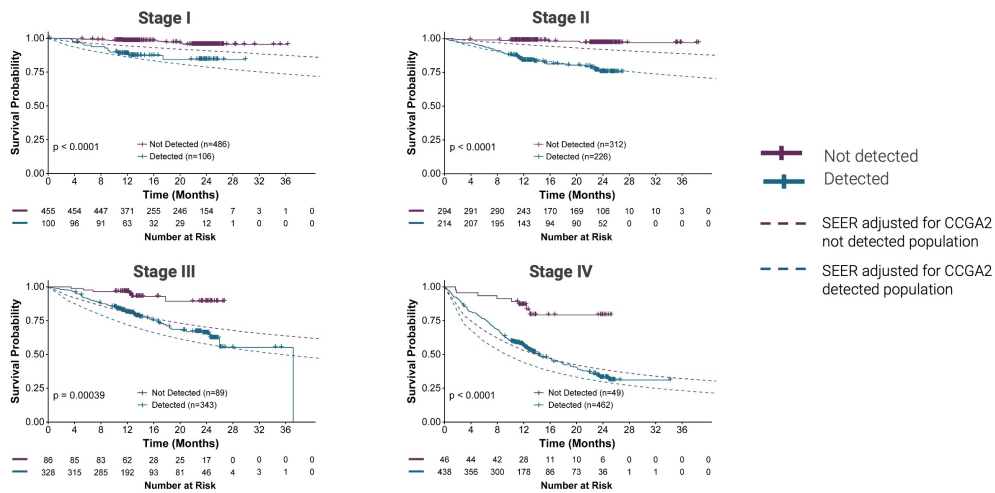 Stage I
Survival Probability
1.00
0.75
0.50
0.25
0.00
p < 0.0001
Not Detected (n=486)
Detected (n=106)
0 4 8 12 16 20 24 28 32 36
Time (Months)
455 454 447 371 255 246 154 7 3 1 0
100 96 91 63 32 29 12 1 0 0 0
Number at Risk
Stage II
Survival Probability
1.00
0.75
0.50
0.25
0.00
p < 0.0001
Not Detected (n=312)
Detected (n=226)
0 4 8 12 16 20 24 28 32 36
Time (Months)
294 291 290 243 170 169 106 10 10 3 0
214 207 195 143 94 90 52 0 0 0 0
Number at Risk
Not detected
Detected
SEER adjusted for CCGA2
not detected population
SEER adjusted for CCGA2
detected population
Stage III
Survival Probability
1.00
0.75
0.50
0.25
0.00
p = 0.00039
Not Detected (n=89)
Detected (n=343)
0 4 8 12 16 20 24 28 32 36
Time (Months)
86 85 83 62 28 25 17 0 0 0 0
328 315 285 192 93 81 46 4 3 1 0
Number at Risk
Stage IV
Survival Probability
1.00
0.75
0.50
0.25
0.00
p < 0.0001
Not Detected (n=49)
Detected (n=462)
0 4 8 12 16 20 24 28 32 36
Time (Months)
46 44 42 28 11 10 6 0 0 0 0
438 356 300 178 86 73 36 1 1 0 0
Number at Risk